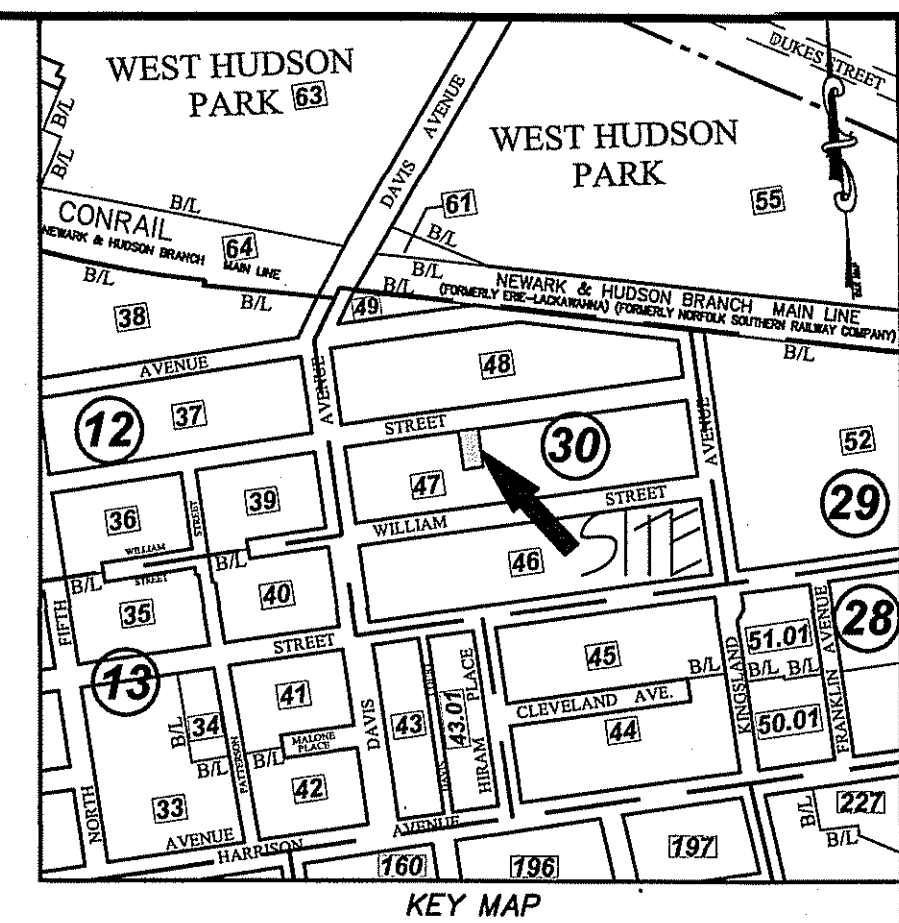 WEST HUDSON
PARK 63
DUKES STREET
DAVIS AVENUE
WEST HUDSON
PARK
B/L
B/L
B/L
61
55
CONRAIL
64
B/L
NEWARK & HUDSON BRANCH MAIN LINE
B/L
NEWARK & HUDSON BRANCH MAIN LINE
(FORMERLY ERIE-LACKAWANNA) (FORMERLY NORFOLK SOUTHERN RAILWAY COMPANY)
B/L
B/L
B/L
B/L
38
49
AVENUE
AVENUE
48
AVENUE
12
37
STREET
30
52
47
STREET
29
36
STREET
39
WILLIAM
SITE
WILLIAM
STREET
B/L
B/L
46
FIFTH
35
40
STREET
13
28
51.01
FRANKLIN AVENUE
45
B/L
B/L
B/L
KINGSLAND
41
DAVIS
43
43.01
HIRAM PLACE
CLEVELAND AVE.
44
50.01
34
B/L
B/L
PATTERSON
B/L
MALONE
PLACE
42
NORTH
33
AVENUE
HARRISON
AVENUE
160
196
197
B/L
227
B/L
KEY MAP